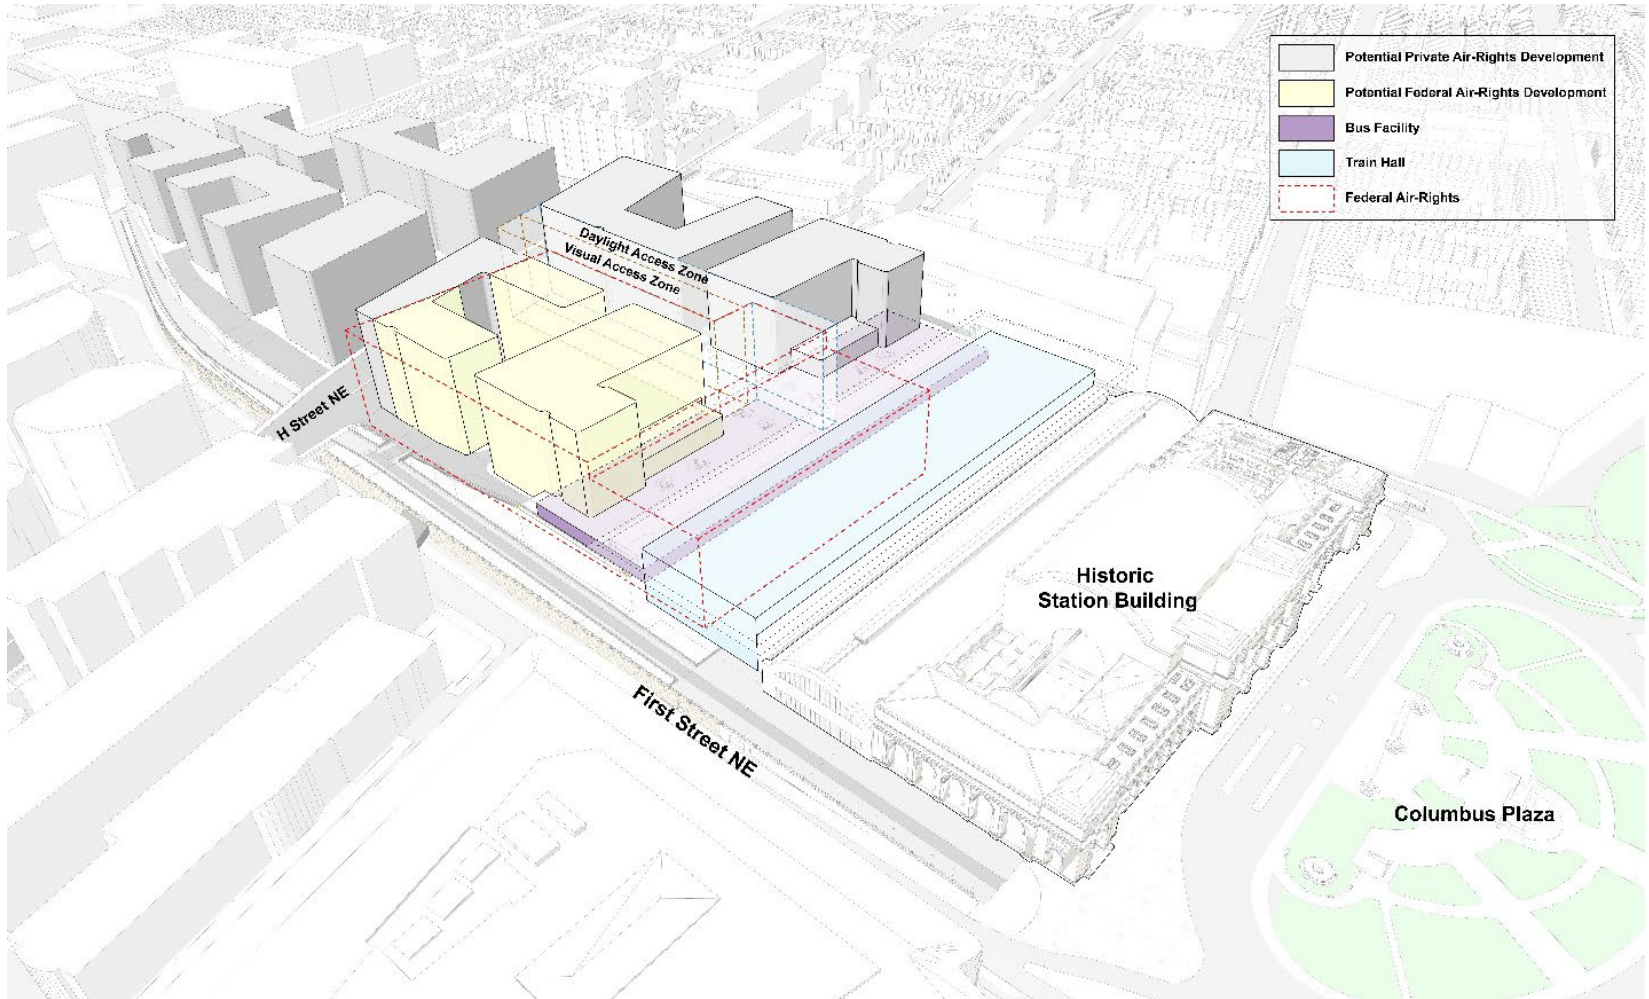 Potential Private Air-Rights Development
Potential Federal Air-Rights Development
Bus Facility
Train Hall
Federal Air-Rights
Daylight Access Zone
Visual Access Zone
H Street NE
Historic
Station Building
First Street NE
Columbus Plaza